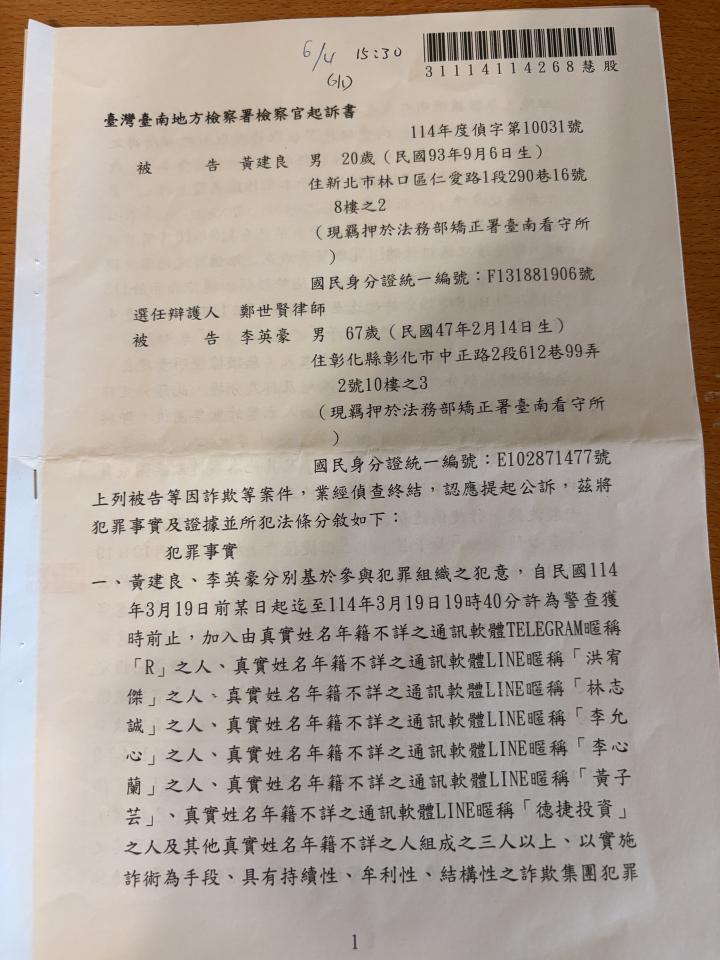 6/4 15:30
31114114268慧股
臺灣臺南地方檢察署檢察官起訴書
114年度偵字第10031號
被告 黃建良 男 20歲（民國93年9月6日生）
住新北市林口區仁愛路1段290巷16號
8樓之2
（現羈押於法務部矯正署臺南看守所
）
國民身分證統一編號：F131881906號
選任辯護人 鄭世賢律師
被告 李英豪 男 67歲（民國47年2月14日生）
住彰化縣彰化市中正路2段612巷99弄
2號10樓之3
（現羈押於法務部矯正署臺南看守所
）
國民身分證統一編號：E102871477號
上列被告等因詐欺等案件，業經偵查終結，認應提起公訴，茲將
犯罪事實及證據並所犯法條分敘如下：
犯罪事實
一、黃建良、李英豪分別基於參與犯罪組織之犯意，自民國114
年3月19日前某日起迄至114年3月19日19時40分許為警查獲
時前止，加入由真實姓名年籍不詳之通訊軟體TELEGRAM暱稱
「R」之人、真實姓名年籍不詳之通訊軟體LINE暱稱「洪宥
傑」之人、真實姓名年籍不詳之通訊軟體LINE暱稱「林志
誠」之人、真實姓名年籍不詳之通訊軟體LINE暱稱「李允
心」之人、真實姓名年籍不詳之通訊軟體LINE暱稱「李心
蘭」之人、真實姓名年籍不詳之通訊軟體LINE暱稱「黃子
芸」、真實姓名年籍不詳之通訊軟體LINE暱稱「德捷投資」
之人及其他真實姓名年籍不詳之人組成之三人以上、以實施
詐術為手段、具有持續性、牟利性、結構性之詐欺集團犯罪
1